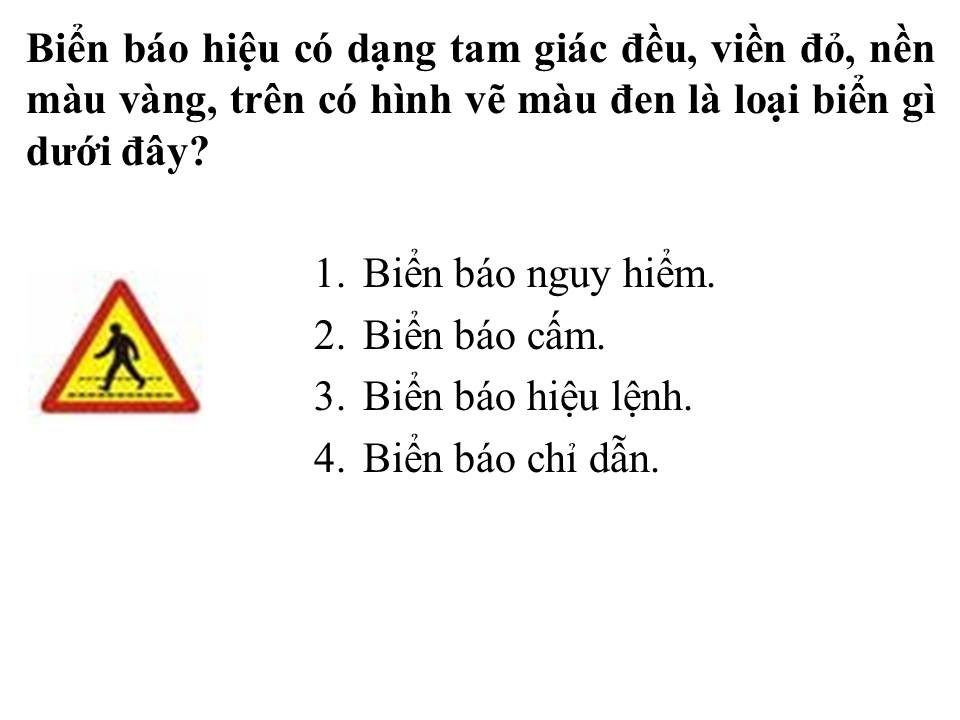 Biển báo hiệu có dạng tam giác đều, viền đỏ, nền
màu vàng, trên có hình vẽ màu đen là loại biển gì
dưới đây?
1. Biển báo nguy hiểm.
2. Biển báo cấm.
3. Biển báo hiệu lệnh.
4. Biển báo chỉ dẫn.